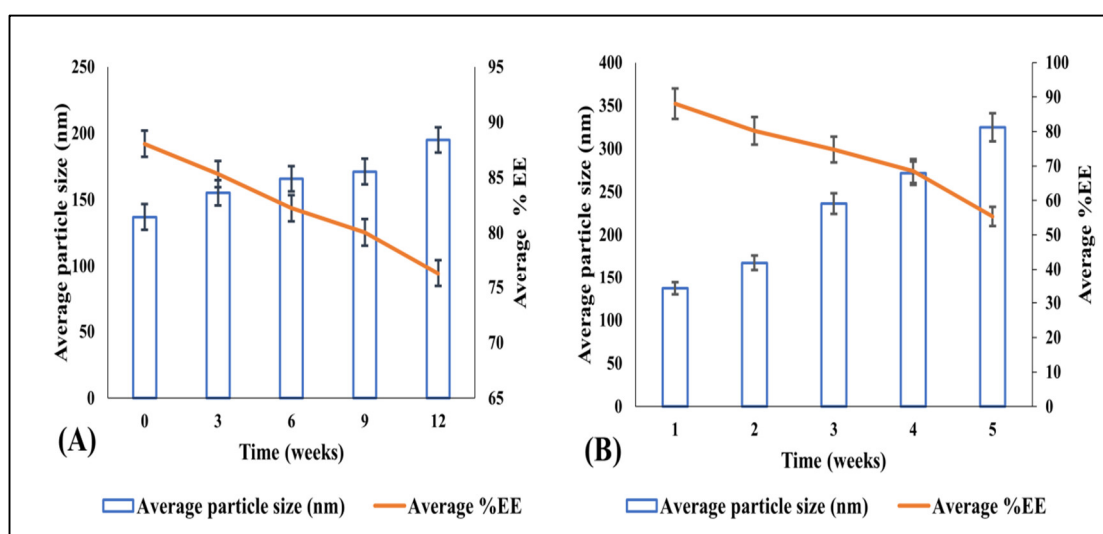 Average particle size (nm)
250
200
150
100
50
0
95
90
85
80
75
70
65
Average % EE
0 3 6 9 12
Time (weeks)
(A)
Average particle size (nm) Average %EE
Average particle size (nm)
400
350
300
250
200
150
100
50
0
100
90
80
70
60
50
40
30
20
10
0
Average %EE
1 2 3 4 5
Time (weeks)
(B)
Average particle size (nm) Average %EE